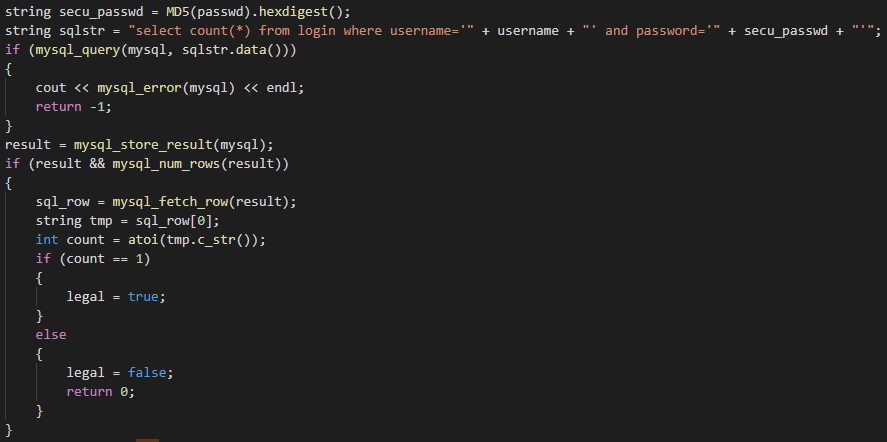 string secu_passwd = MD5(passwd).hexdigest();
string sqlstr = "select count(*) from login where username='" + username + "' and password='" + secu_passwd + "'";
if (mysql_query(mysql, sqlstr.data()))
{
    cout << mysql_error(mysql) << endl;
    return -1;
}
result = mysql_store_result(mysql);
if (result && mysql_num_rows(result))
{
    sql_row = mysql_fetch_row(result);
    string tmp = sql_row[0];
    int count = atoi(tmp.c_str());
    if (count == 1)
    {
        legal = true;
    }
    else
    {
        legal = false;
        return 0;
    }
}